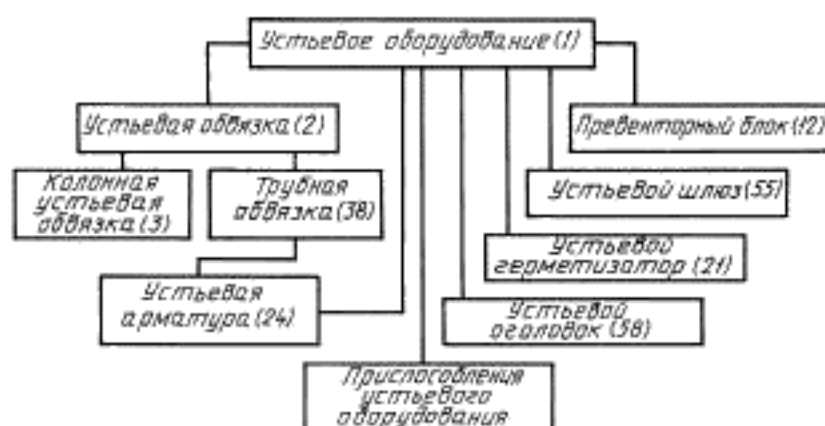 Устьевое оборудование (1)
Устьевая обвязка (2)
Превенторный блок (12)
Колонная
устьевая
обвязка (3)
Трубная
обвязка (38)
Устьевой шлюз (55)
Устьевой
герметизатор (21)
Устьевая
арматура (24)
Устьевой
оголовок (58)
Приспособления
устьевого
оборудования